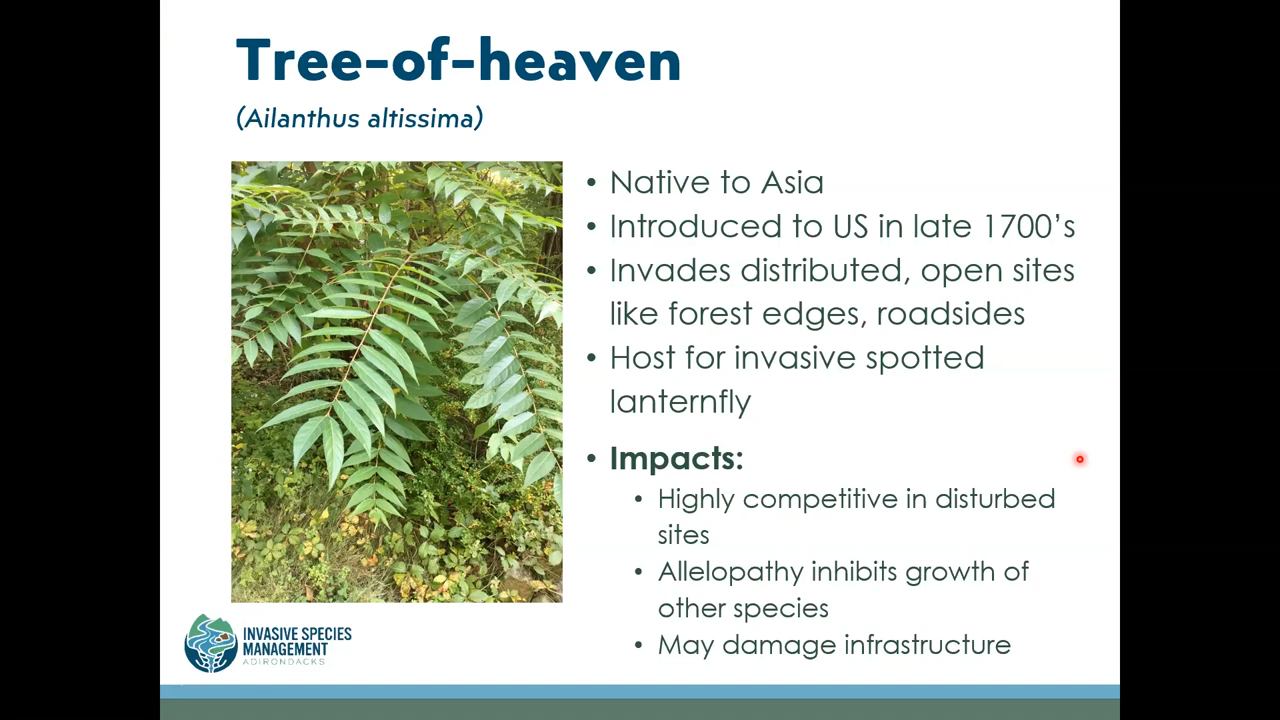 Tree-of-heaven
(Ailanthus altissima)
• Native to Asia
• Introduced to US in late 1700’s
• Invades distributed, open sites
like forest edges, roadsides
• Host for invasive spotted
lanternfly
• Impacts:
• Highly competitive in disturbed
sites
• Allelopathy inhibits growth of
other species
• May damage infrastructure
INVASIVE SPECIES
MANAGEMENT
ADIRONDACKS